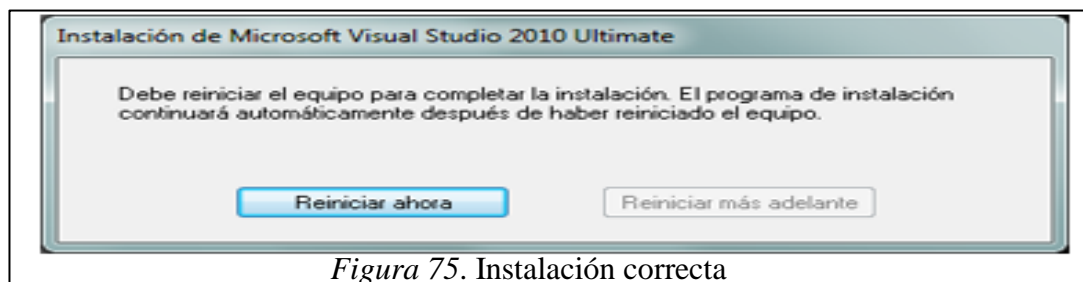 Instalación de Microsoft Visual Studio 2010 Ultimate
Debe reiniciar el equipo para completar la instalación. El programa de instalación
continuará automáticamente después de haber reiniciado el equipo.
Reiniciar ahora
Reiniciar más adelante
Figura 75. Instalación correcta